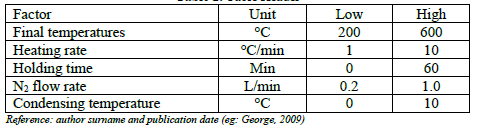 Factor Unit Low High
Final temperatures °C 200 600
Heating rate °C/min 1 10
Holding time Min 0 60
N₂ flow rate L/min 0.2 1.0
Condensing temperature °C 0 10
Reference: author surname and publication date (eg: George, 2009)